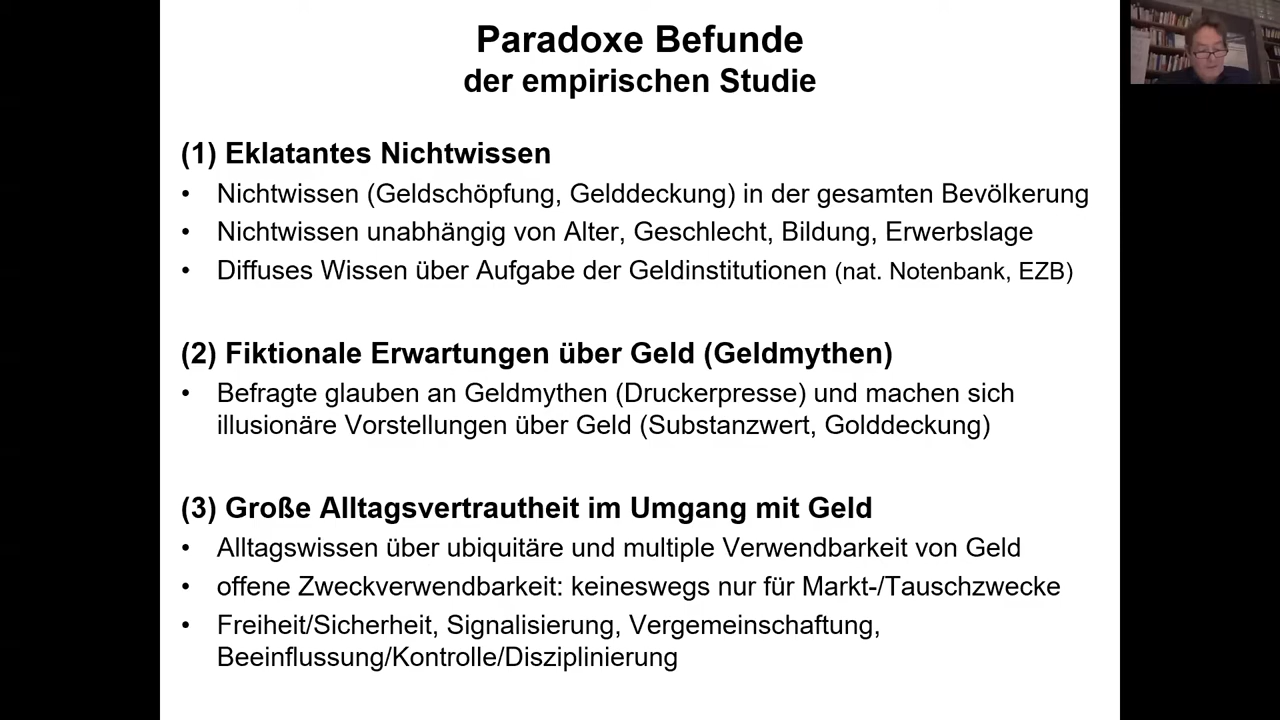 Paradoxe Befunde
der empirischen Studie
(1) Eklatantes Nichtwissen
• Nichtwissen (Geldschöpfung, Gelddeckung) in der gesamten Bevölkerung
• Nichtwissen unabhängig von Alter, Geschlecht, Bildung, Erwerbslage
• Diffuses Wissen über Aufgabe der Geldinstitutionen (nat. Notenbank, EZB)
(2) Fiktionale Erwartungen über Geld (Geldmythen)
• Befragte glauben an Geldmythen (Druckerpresse) und machen sich
illusionäre Vorstellungen über Geld (Substanzwert, Golddeckung)
(3) Große Alltagsvertrautheit im Umgang mit Geld
• Alltagswissen über ubiquitäre und multiple Verwendbarkeit von Geld
• offene Zweckverwendbarkeit: keineswegs nur für Markt-/Tauschzwecke
• Freiheit/Sicherheit, Signalisierung, Vergemeinschaftung,
Beeinflussung/Kontrolle/Disziplinierung